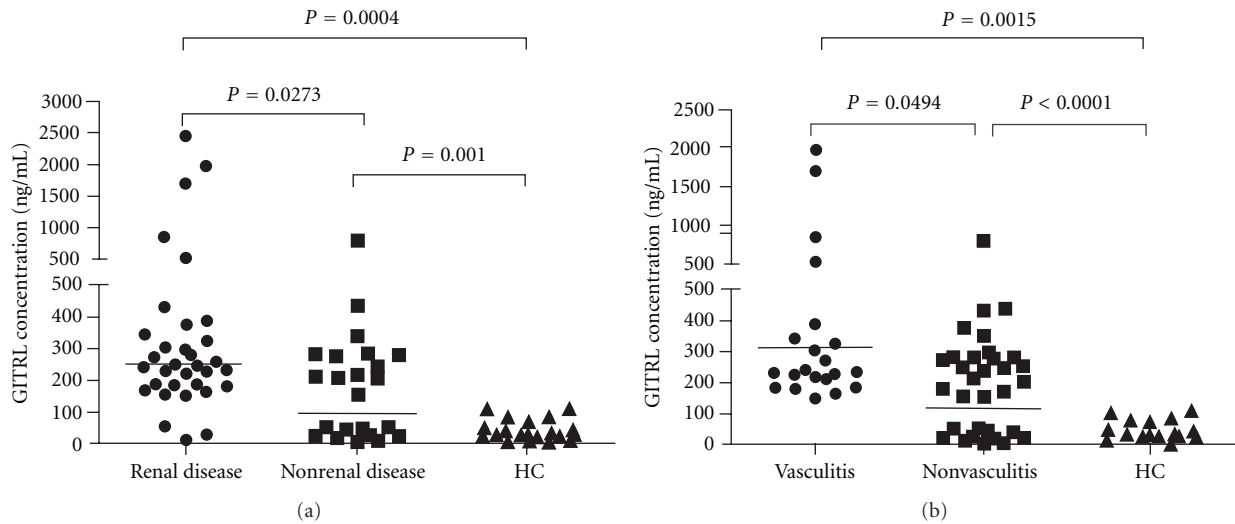 P = 0.0004
P = 0.0273
P = 0.001
GITRL concentration (ng/mL)
3000
2500
2000
1500
1000
500
500
400
300
200
100
0
Renal disease Nonrenal disease HC
(a)
P = 0.0015
P = 0.0494 P < 0.0001
GITRL concentration (ng/mL)
2500
2000
1500
1000
500
500
400
300
200
100
0
Vasculitis Nonvasculitis HC
(b)